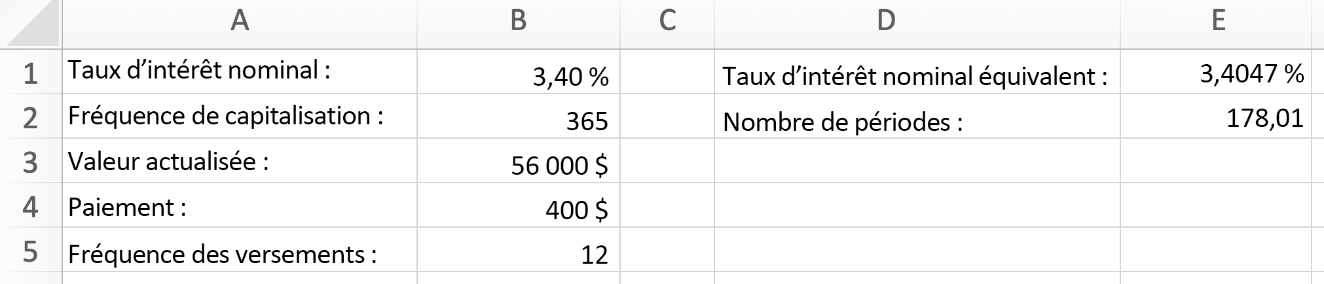 A B C D E
1 Taux d’intérêt nominal : 3,40 % Taux d’intérêt nominal équivalent : 3,4047 %
2 Fréquence de capitalisation : 365 Nombre de périodes : 178,01
3 Valeur actualisée : 56 000 $
4 Paiement : 400 $
5 Fréquence des versements : 12